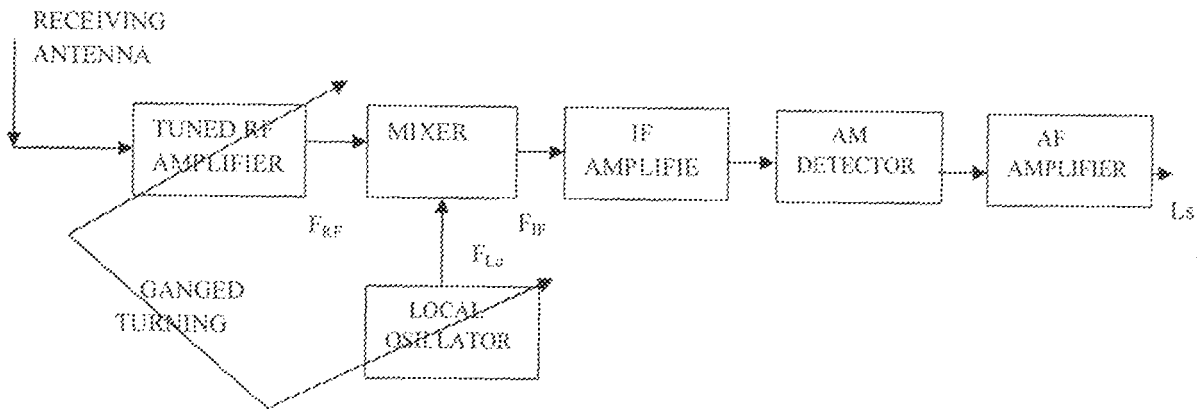 RECEIVING
ANTENNA
TUNED RF
AMPLIFIER
MIXER
IF
AMPLIFIE
AM
DETECTOR
AF
AMPLIFIER
Ls
F_RF
F_IF
F_Lo
GANGED
TURNING
LOCAL
OSILLATOR